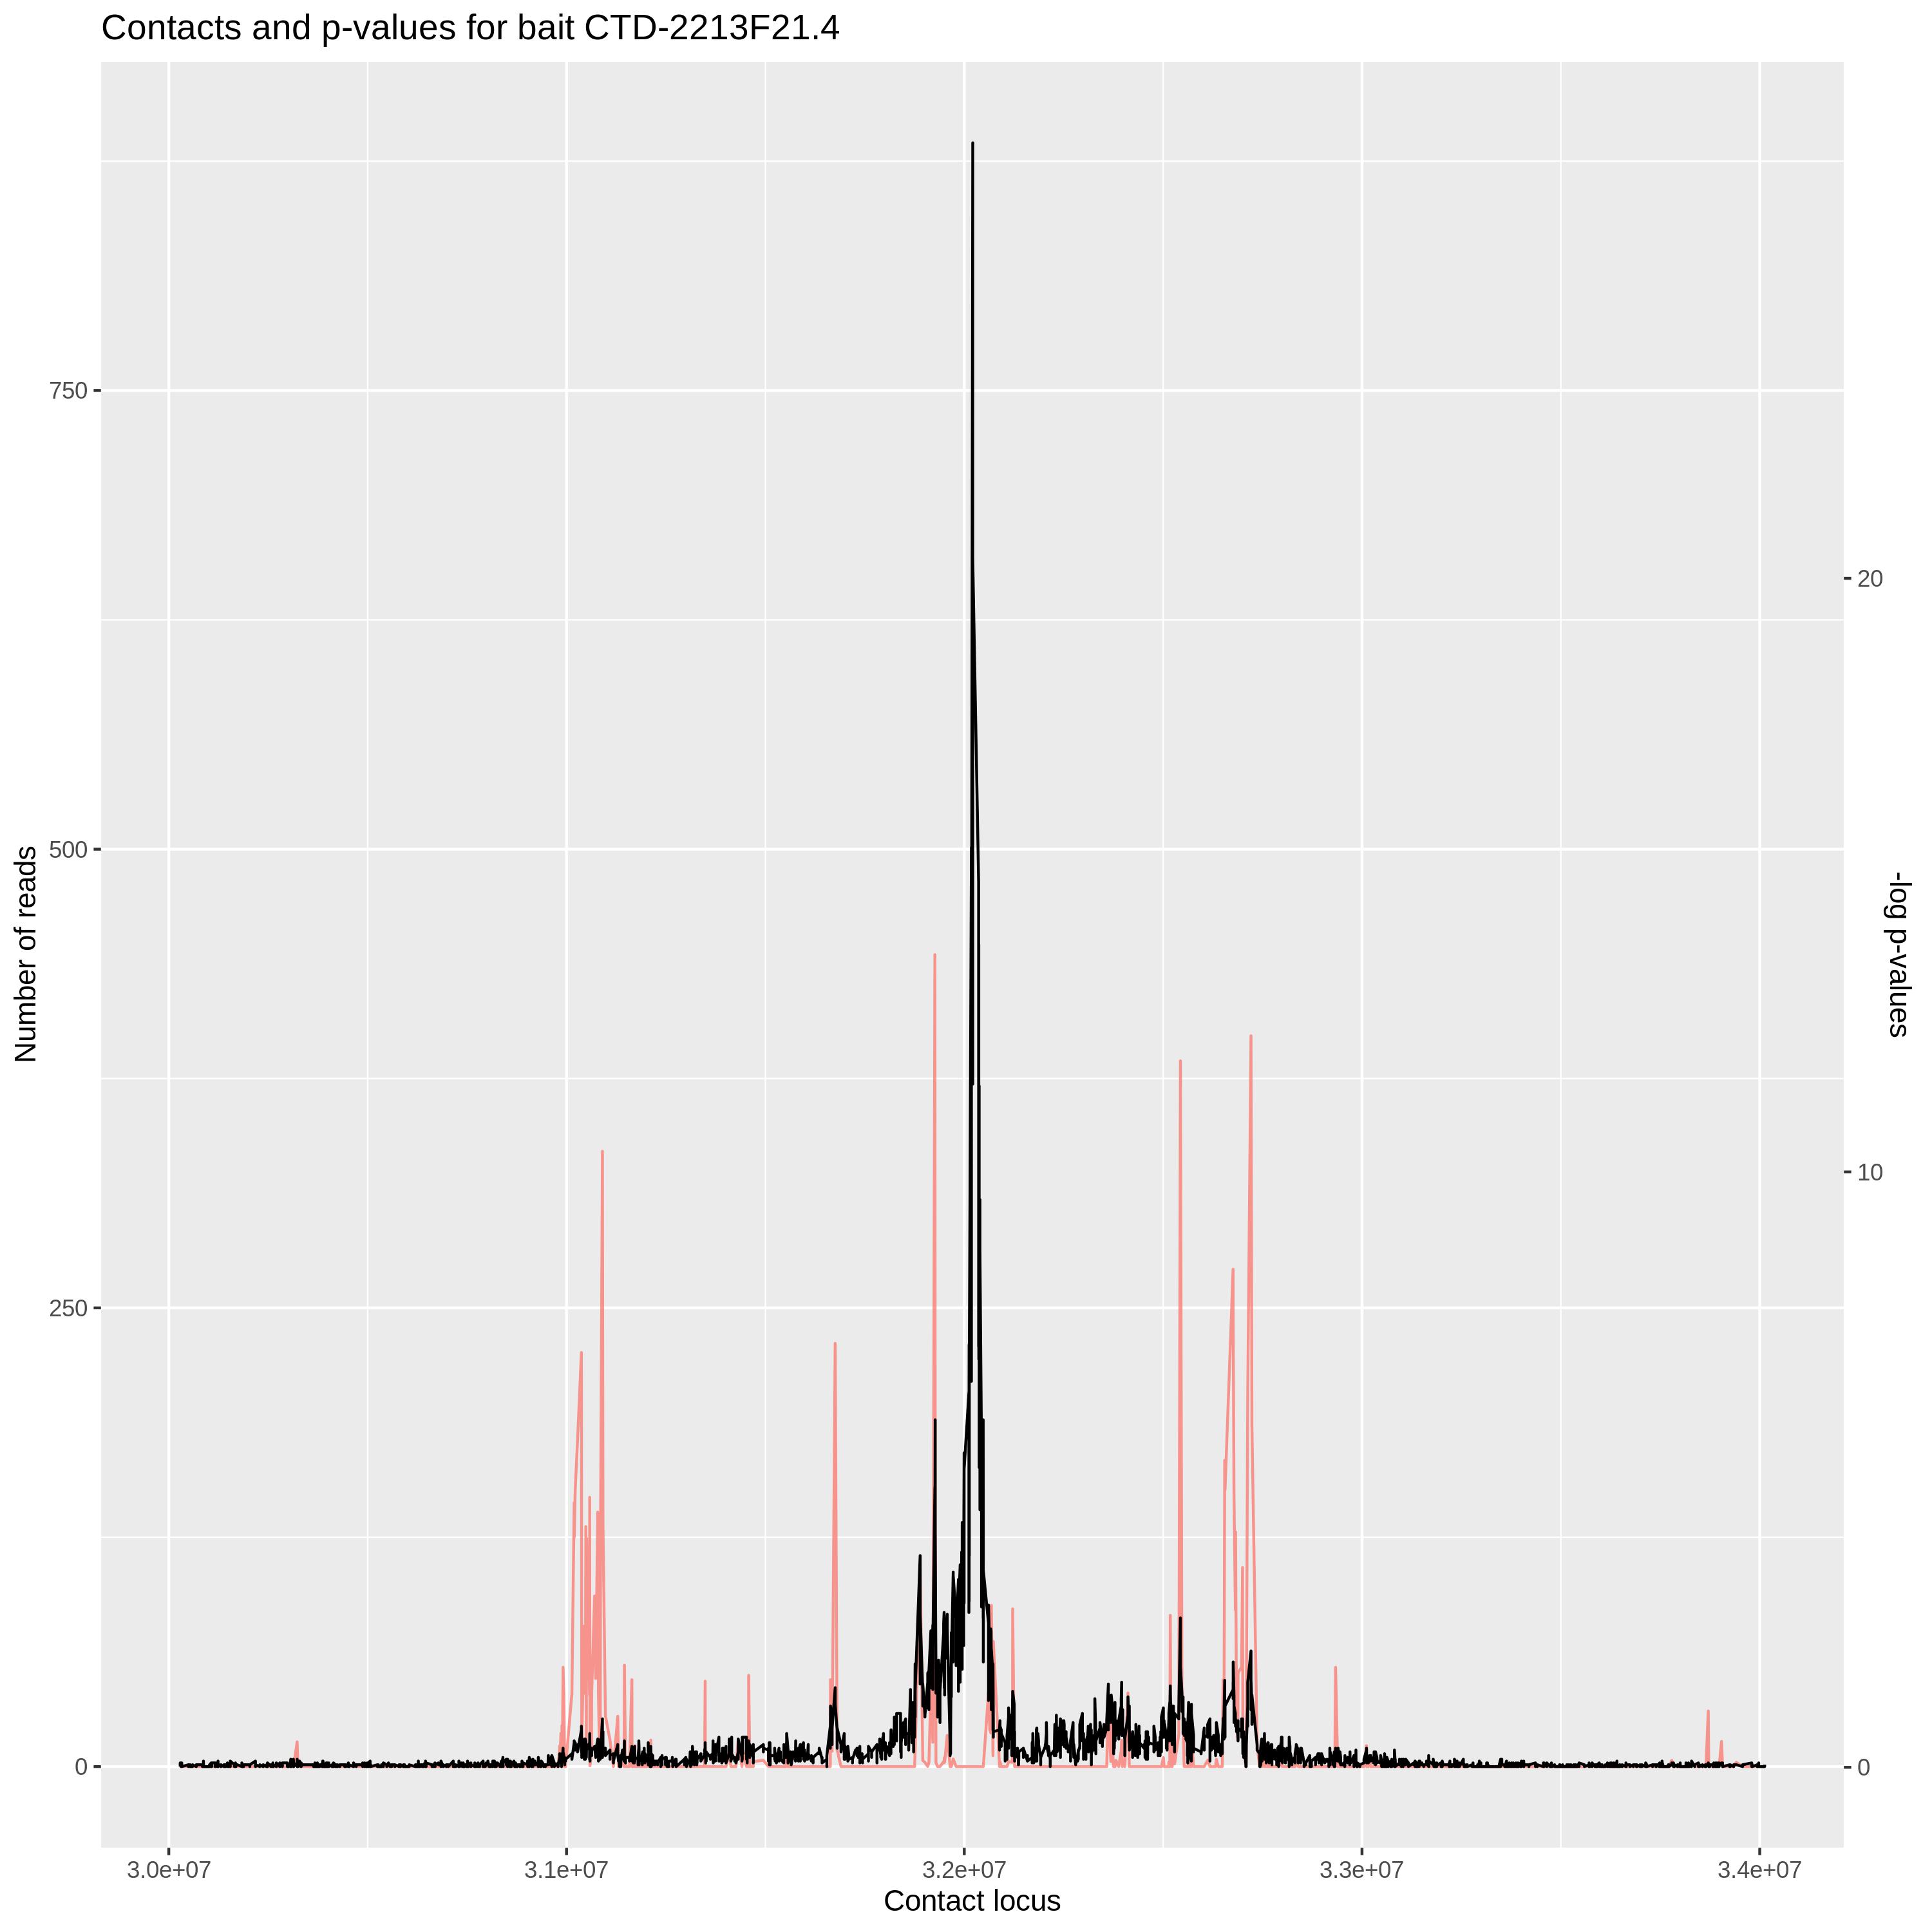 Contacts and p-values for bait CTD-2213F21.4
Number of reads
750
500
250
0
20
10
0
-log p-values
3.0e+07
3.1e+07
3.2e+07
3.3e+07
3.4e+07
Contact locus